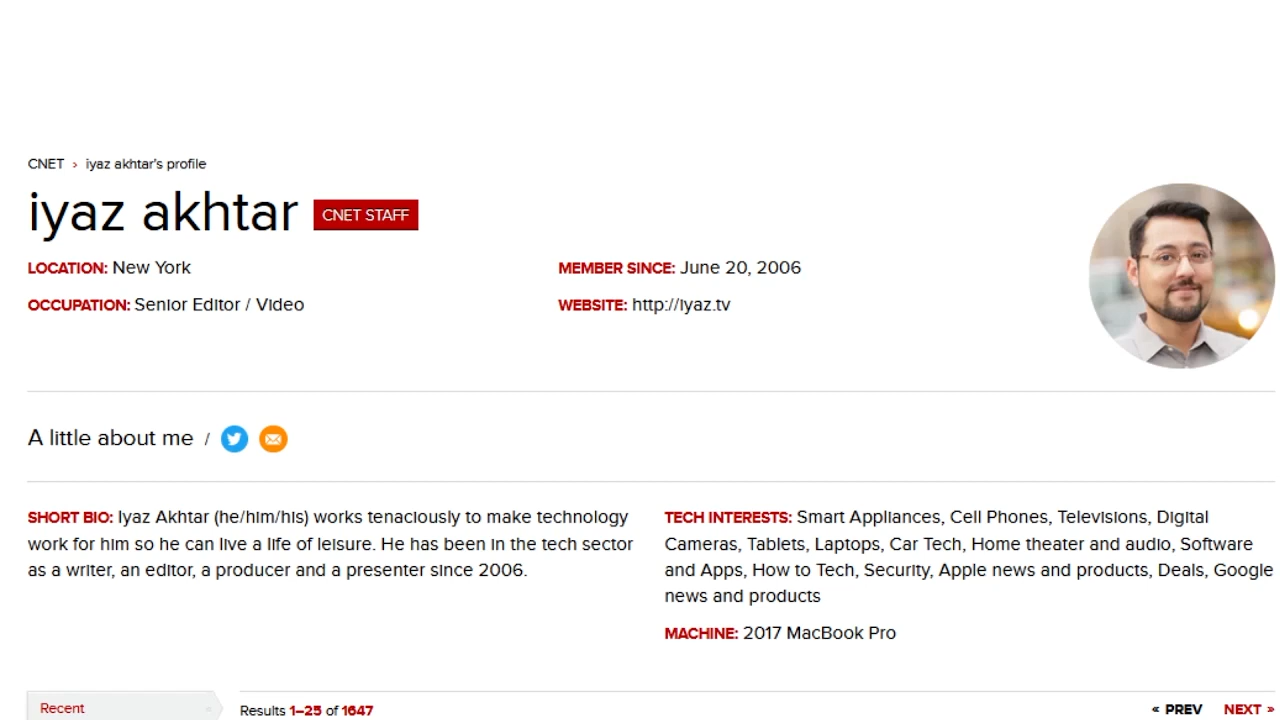 CNET > iyaz akhtar's profile
iyaz akhtar CNET STAFF
LOCATION: New York
MEMBER SINCE: June 20, 2006
OCCUPATION: Senior Editor / Video
WEBSITE: http://iyaz.tv
A little about me /
SHORT BIO: Iyaz Akhtar (he/him/his) works tenaciously to make technology
work for him so he can live a life of leisure. He has been in the tech sector
as a writer, an editor, a producer and a presenter since 2006.
TECH INTERESTS: Smart Appliances, Cell Phones, Televisions, Digital
Cameras, Tablets, Laptops, Car Tech, Home theater and audio, Software
and Apps, How to Tech, Security, Apple news and products, Deals, Google
news and products
MACHINE: 2017 MacBook Pro
Recent «
Results 1–25 of 1647
« PREV NEXT »